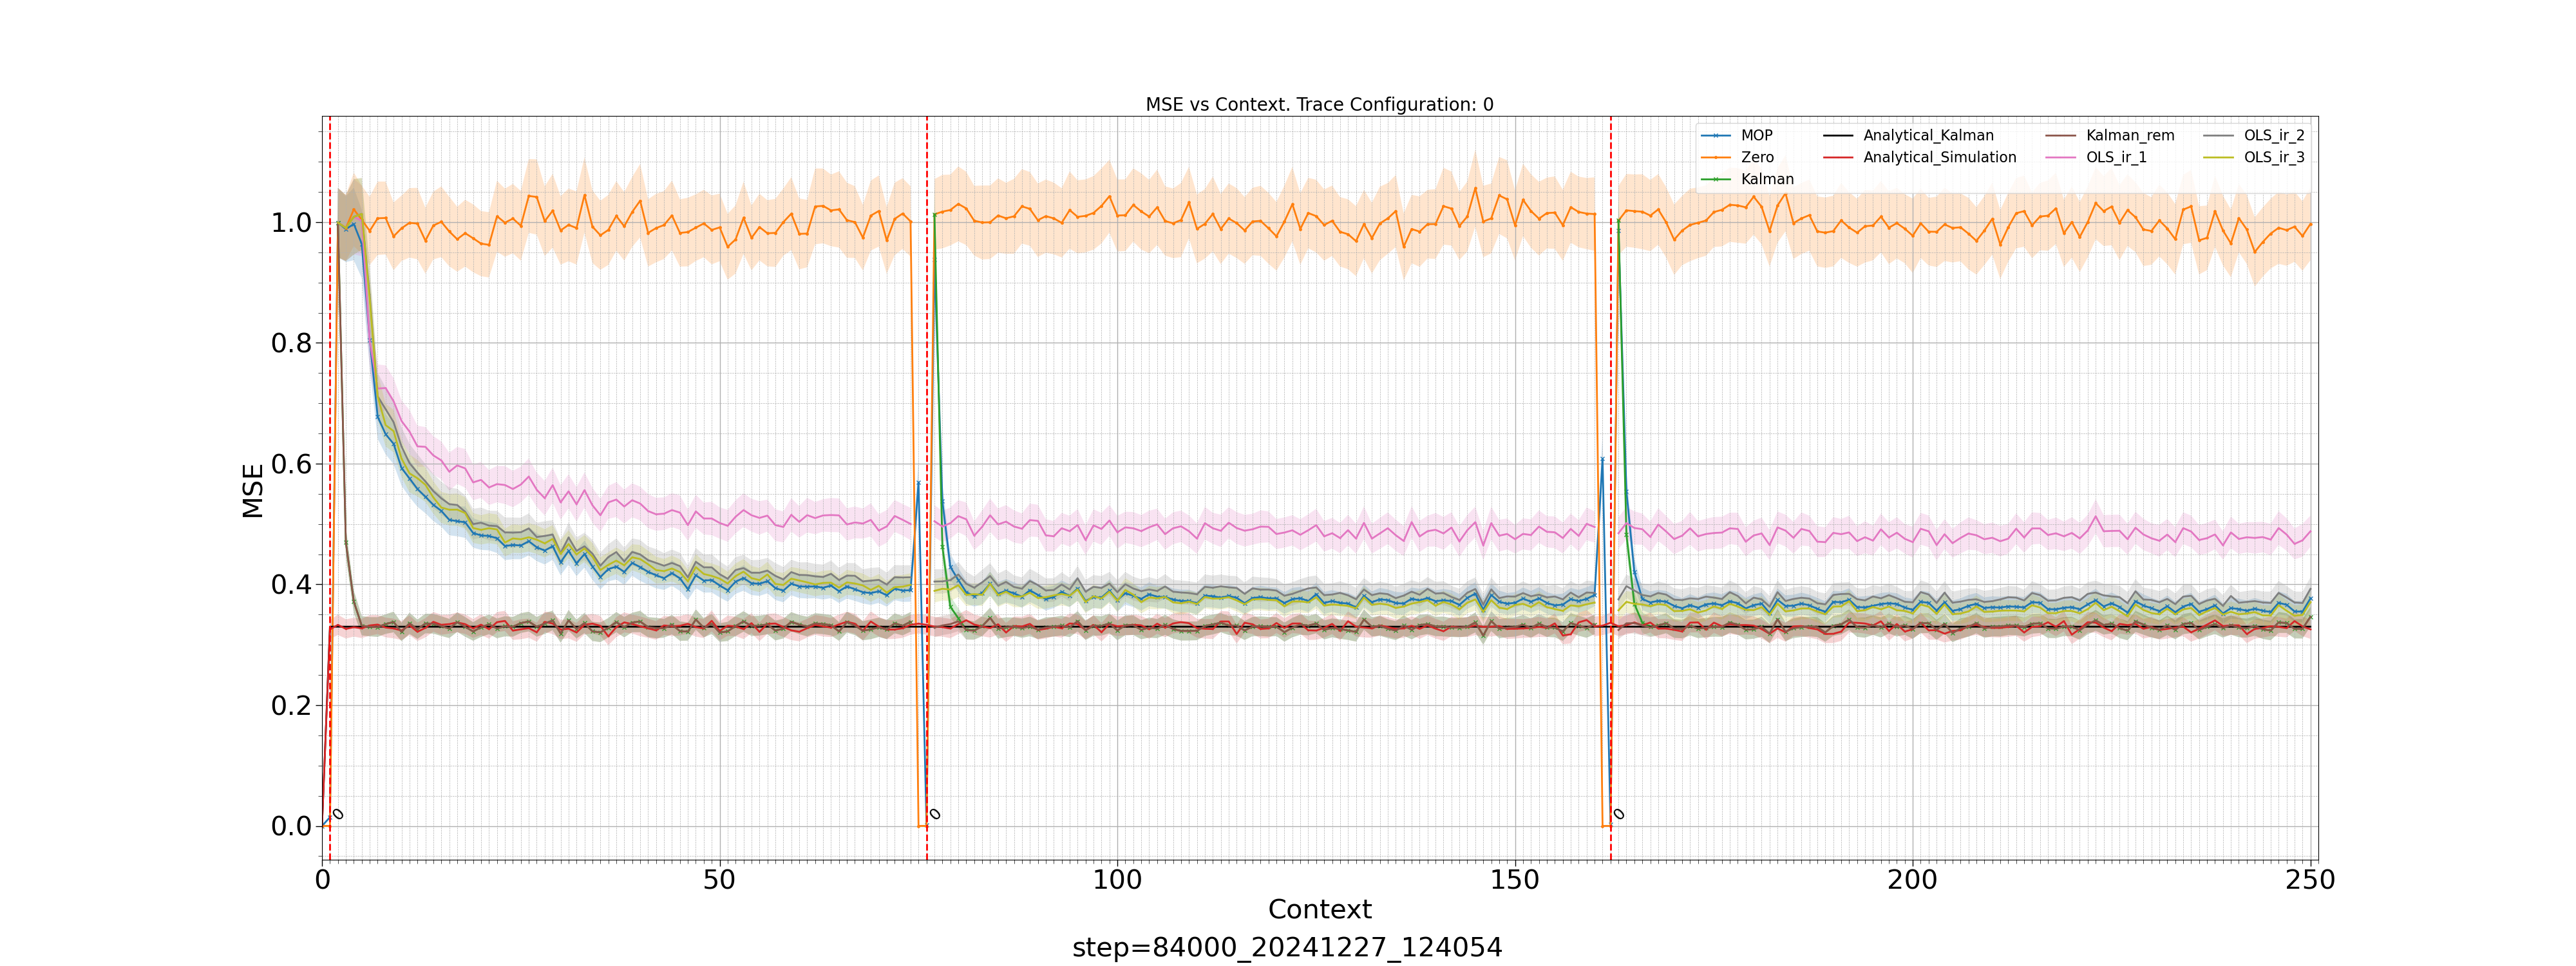 MSE vs Context. Trace Configuration: 0
MOP
Zero
Kalman
Analytical_Kalman
Analytical_Simulation
Kalman_rem
OLS_ir_1
OLS_ir_2
OLS_ir_3
MSE
1.0
0.8
0.6
0.4
0.2
0.0
0
0
0
0
50
100
150
200
250
Context
step=84000_20241227_124054